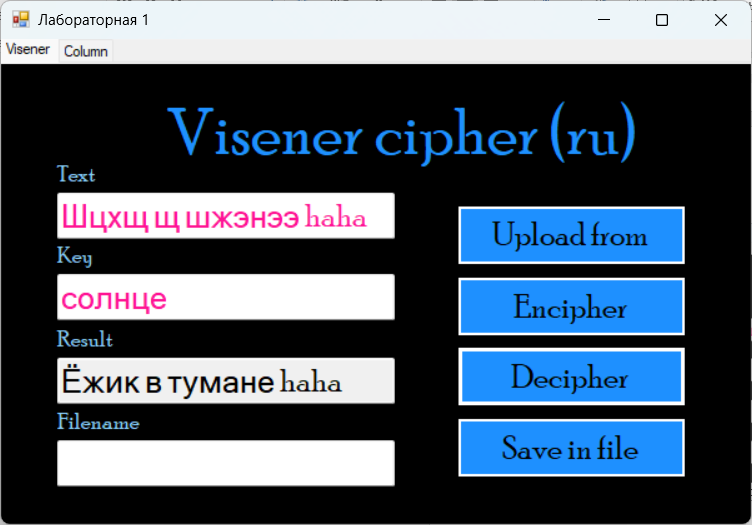 Лабораторная 1
Visener Column
Visener cipher (ru)
Text
Шцхщ щ шжэнээ haha
Key
солнце
Result
Ёжик в тумане haha
Filename
Upload from
Encipher
Decipher
Save in file